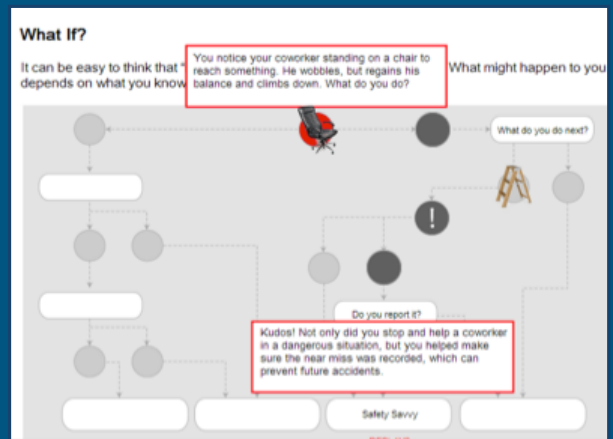 What If?
It can be easy to think that "
What might happen to you
depends on what you know
You notice your coworker standing on a chair to
reach something. He wobbles, but regains his
balance and climbs down. What do you do?
What do you do next?
!
Do you report it?
Kudos! Not only did you stop and help a coworker
in a dangerous situation, but you helped make
sure the near miss was recorded, which can
prevent future accidents.
Safety Savvy